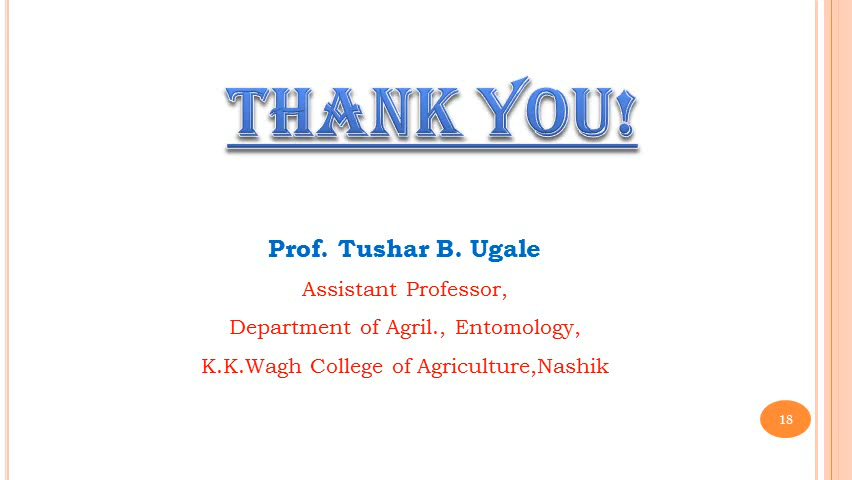 THANK YOU!
Prof. Tushar B. Ugale
Assistant Professor,
Department of Agril., Entomology,
K.K.Wagh College of Agriculture,Nashik
18